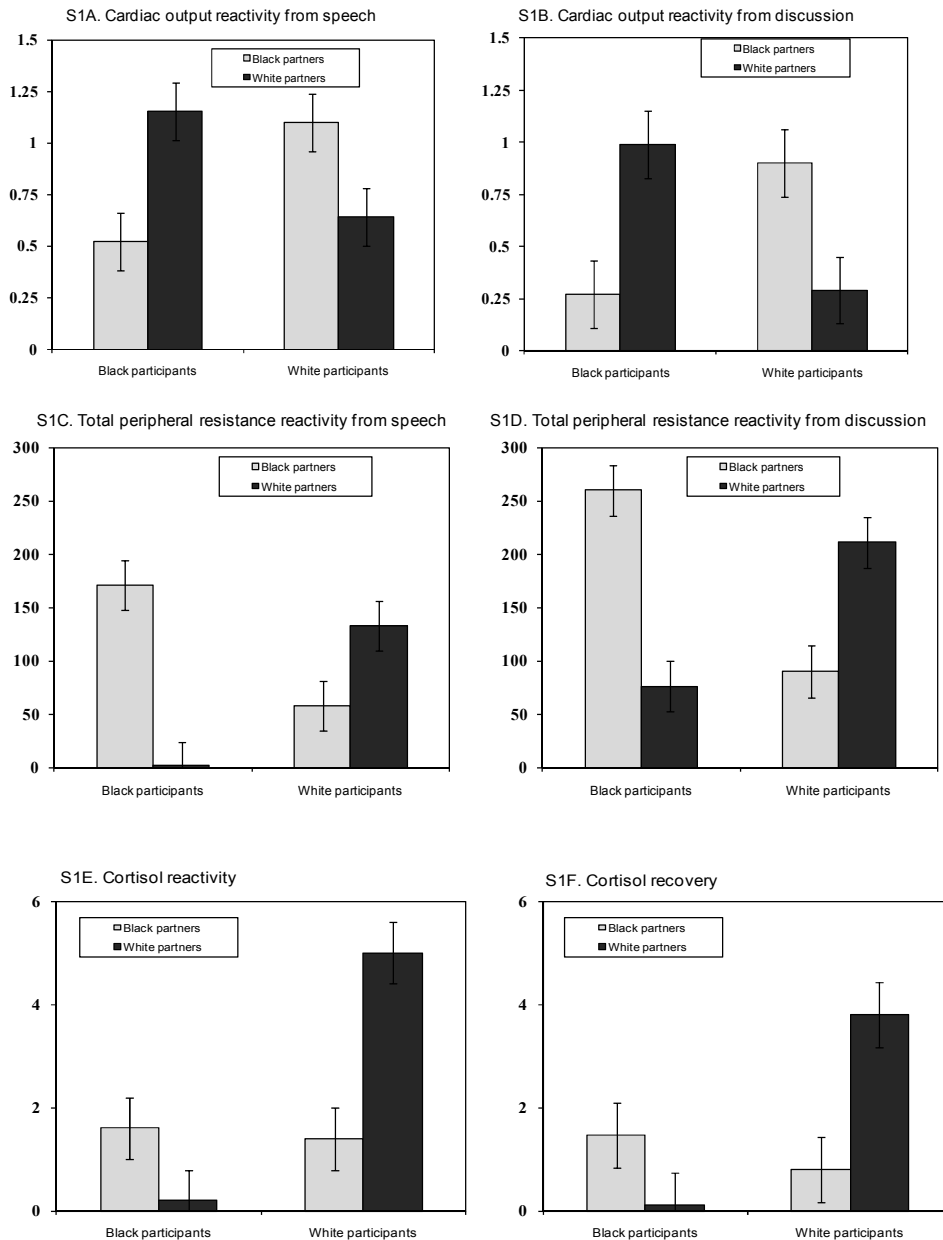 S1A. Cardiac output reactivity from speech
1.5
1.25
1
0.75
0.5
0.25
0
Black partners
White partners
Black participants
White participants
S1B. Cardiac output reactivity from discussion
1.5
1.25
1
0.75
0.5
0.25
0
Black partners
White partners
Black participants
White participants
S1C. Total peripheral resistance reactivity from speech
300
250
200
150
100
50
0
Black partners
White partners
Black participants
White participants
S1D. Total peripheral resistance reactivity from discussion
300
250
200
150
100
50
0
Black partners
White partners
Black participants
White participants
S1E. Cortisol reactivity
6
4
2
0
Black partners
White partners
Black participants
White participants
S1F. Cortisol recovery
6
4
2
0
Black partners
White partners
Black participants
White participants